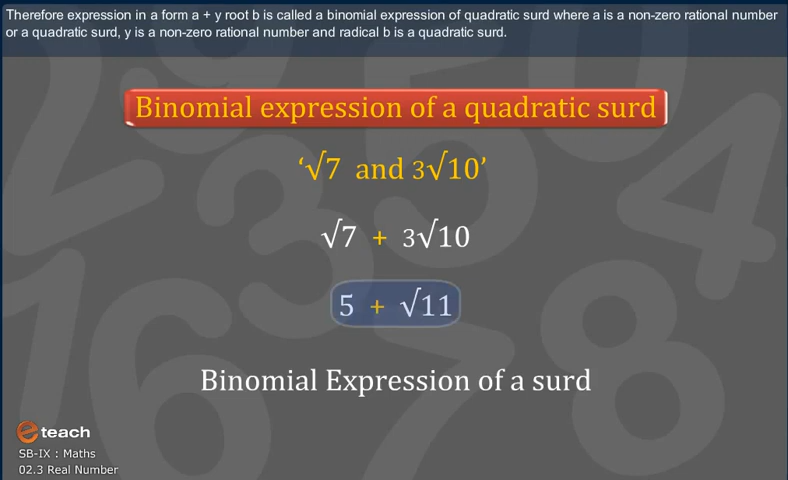 Therefore expression in a form a + y root b is called a binomial expression of quadratic surd where a is a non-zero rational number
or a quadratic surd, y is a non-zero rational number and radical b is a quadratic surd.
Binomial expression of a quadratic surd
‘√7 and 3√10’
√7 + 3√10
5 + √11
Binomial Expression of a surd
e teach
SB-IX : Maths
02.3 Real Number